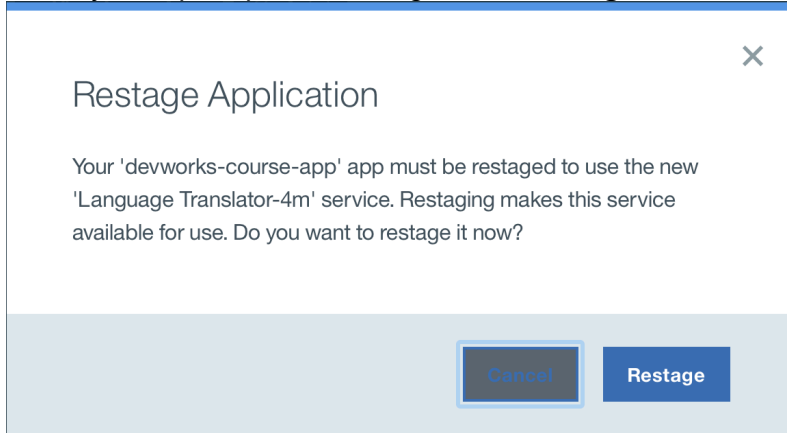 Restage Application
Your 'devworks-course-app' app must be restaged to use the new
'Language Translator-4m' service. Restaging makes this service
available for use. Do you want to restage it now?
Cancel
Restage